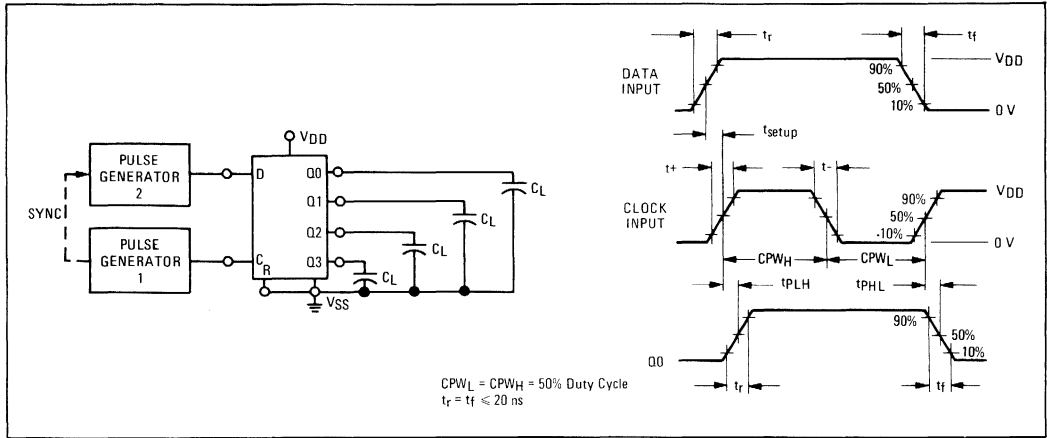 VDD
PULSE
GENERATOR
2
D
Q0
Q1
Q2
Q3
CL
CL
CL
CL
SYNC
PULSE
GENERATOR
1
C
R
VSS
CPWL = CPWH = 50% Duty Cycle
tr = tf ≤ 20 ns
tr
tf
DATA
INPUT
90%
50%
10%
VDD
0 V
tsetup
t+
t-
CLOCK
INPUT
90%
50%
.10%
VDD
0 V
CPWH
CPWL
tPLH
tPHL
Q0
90%
50%
10%
tr
tf